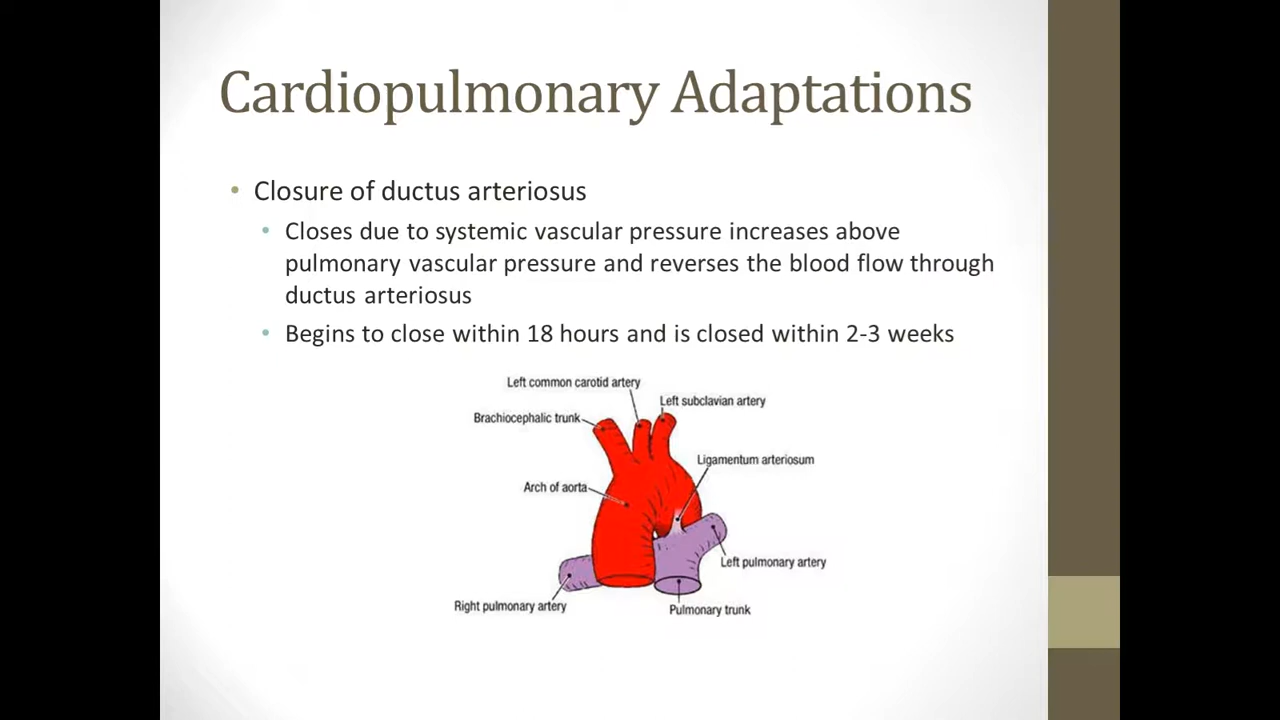 Cardiopulmonary Adaptations
• Closure of ductus arteriosus
• Closes due to systemic vascular pressure increases above
pulmonary vascular pressure and reverses the blood flow through
ductus arteriosus
• Begins to close within 18 hours and is closed within 2-3 weeks
Left common carotid artery
Left subclavian artery
Brachiocephalic trunk
Ligamentum arteriosum
Arch of aorta
Left pulmonary artery
Right pulmonary artery
Pulmonary trunk